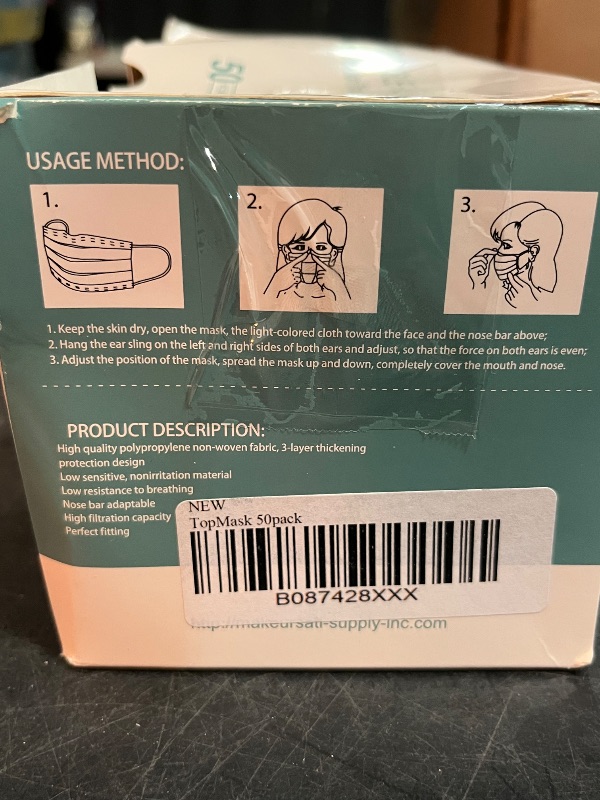 50
USAGE METHOD:
1.
2.
3.
1. Keep the skin dry, open the mask, the light-colored cloth toward the face and the nose bar above;
2. Hang the ear sling on the left and right sides of both ears and adjust, so that the force on both ears is even;
3. Adjust the position of the mask, spread the mask up and down, completely cover the mouth and nose.
PRODUCT DESCRIPTION:
High quality polypropylene non-woven fabric, 3-layer thickening
protection design
Low sensitive, nonirritation material
Low resistance to breathing
Nose bar adaptable
High filtration capacity
Perfect fitting
NEW
TopMask 50pack
B087428XXX